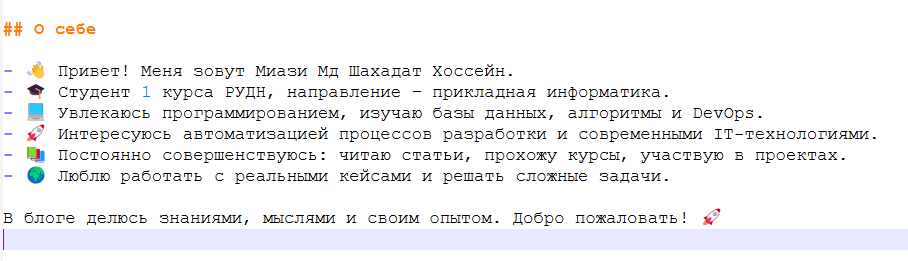 ## О себе
- 👋 Привет! Меня зовут Миази Мд Шахадат Хоссейн.
- 🎓 Студент 1 курса РУДН, направление – прикладная информатика.
- 💻 Увлекаюсь программированием, изучаю базы данных, алгоритмы и DevOps.
- 🚀 Интересуюсь автоматизацией процессов разработки и современными IT-технологиями.
- 📚 Постоянно совершенствуюсь: читаю статьи, прохожу курсы, участвую в проектах.
- 🌍 Люблю работать с реальными кейсами и решать сложные задачи.
В блоге делюсь знаниями, мыслями и своим опытом. Добро пожаловать! 🚀